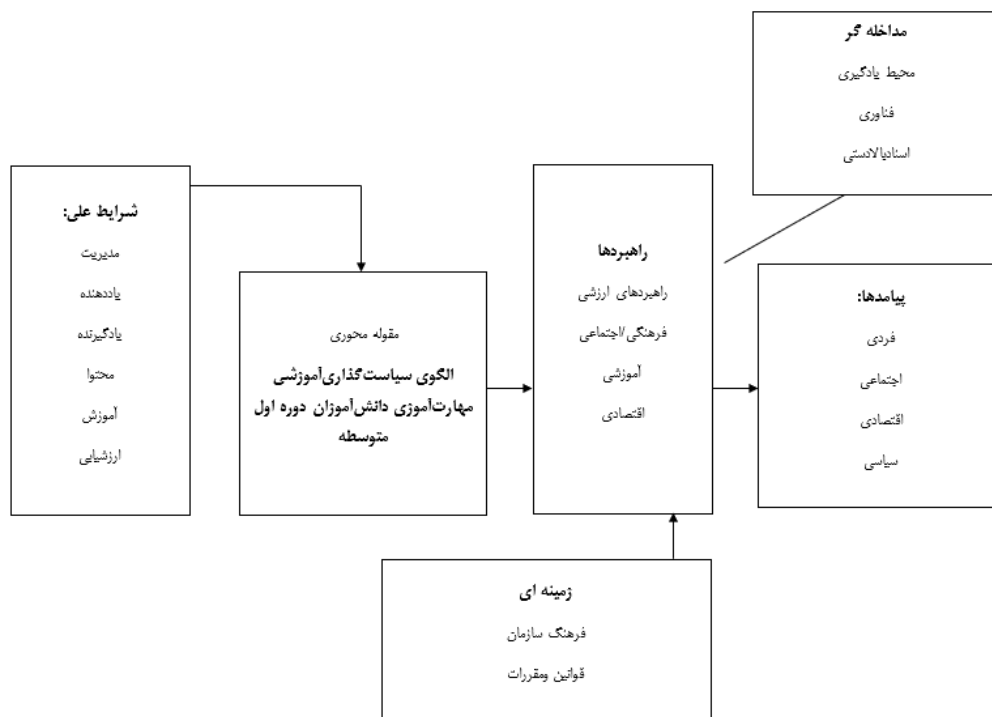 مداخله گر
محیط یادگیری
فناوری
اسنادبالادستی
شرایط علی:
مدیریت
یاددهنده
یادگیرنده
محتوا
آموزش
ارزشیابی
مقوله محوری
الگوی سیاست‌گذاری‌آموزشی
مهارت‌آموزی دانش‌آموزان دوره اول
متوسطه
راهبردها
راهبردهای ارزشی
فرهنگی/اجتماعی
آموزشی
اقتصادی
پیامدها:
فردی
اجتماعی
اقتصادی
سیاسی
زمینه ای
فرهنگ سازمان
قوانین ومقررات